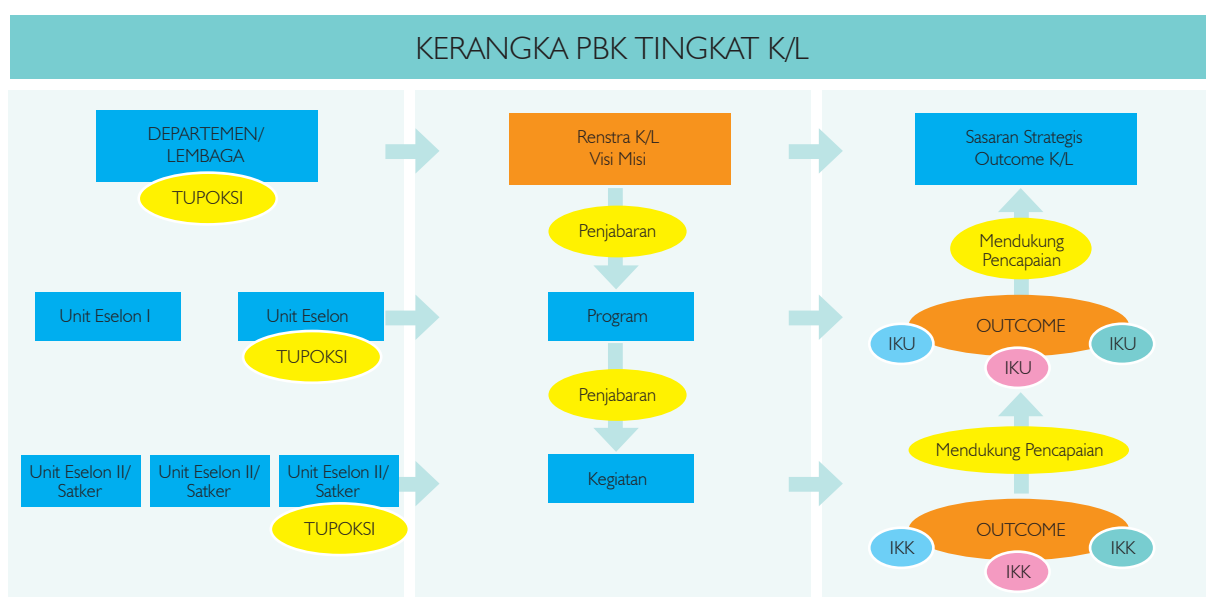 KERANGKA PBK TINGKAT K/L
DEPARTEMEN/
LEMBAGA
TUPOKSI
Renstra K/L
Visi Misi
Sasaran Strategis
Outcome K/L
Penjabaran
Mendukung
Pencapaian
Unit Eselon I
Unit Eselon
TUPOKSI
Program
OUTCOME
IKU
IKU
IKU
Penjabaran
Mendukung Pencapaian
Unit Eselon II/
Satker
Unit Eselon II/
Satker
Unit Eselon II/
Satker
TUPOKSI
Kegiatan
OUTCOME
IKK
IKK
IKK